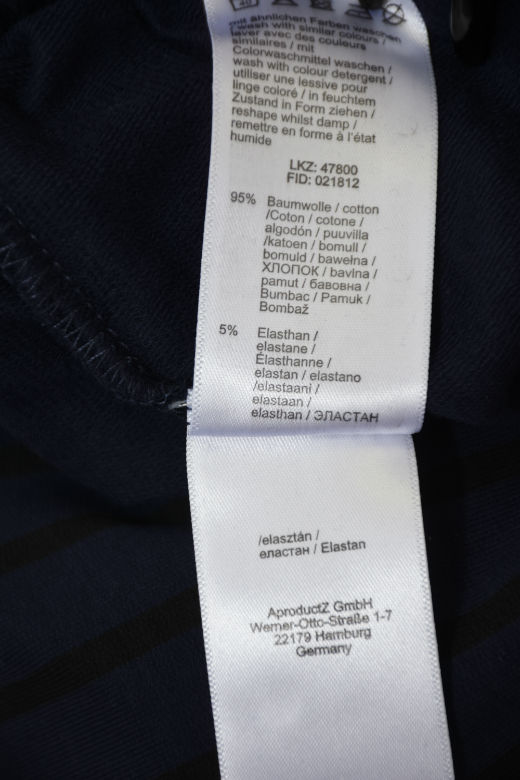 40
mit ähnlichen Farben waschen
/ wash with similar colours /
laver avec des couleurs
similaires / mit
Colorwaschmittel waschen /
wash with colour detergent /
utiliser une lessive pour
linge coloré / in feuchtem
Zustand in Form ziehen /
reshape whilst damp /
remettre en forme à l'état
humide
LKZ: 47800
FID: 021812
95% Baumwolle / cotton
/Coton / cotone /
algodón / puuvilla
/katoen / bomull /
bomuld / bawełna /
ХЛОПОК / bavlna /
pamut / бавовна /
Bumbac / Pamuk /
Bombaž
5% Elasthan /
elastane /
Élasthanne /
elastan / elastano
/elastaani /
elastaan /
elasthan / ЭЛАСТАН
/elasztán /
еластан / Elastan
AproductZ GmbH
Werner-Otto-Straße 1-7
22179 Hamburg
Germany